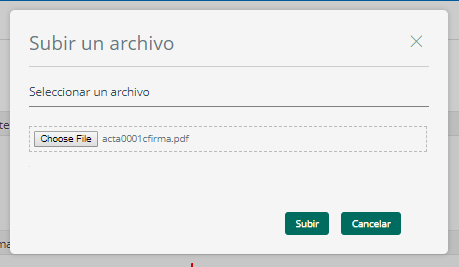 Subir un archivo
Seleccionar un archivo
Choose File acta0001cfirma.pdf
Subir Cancelar